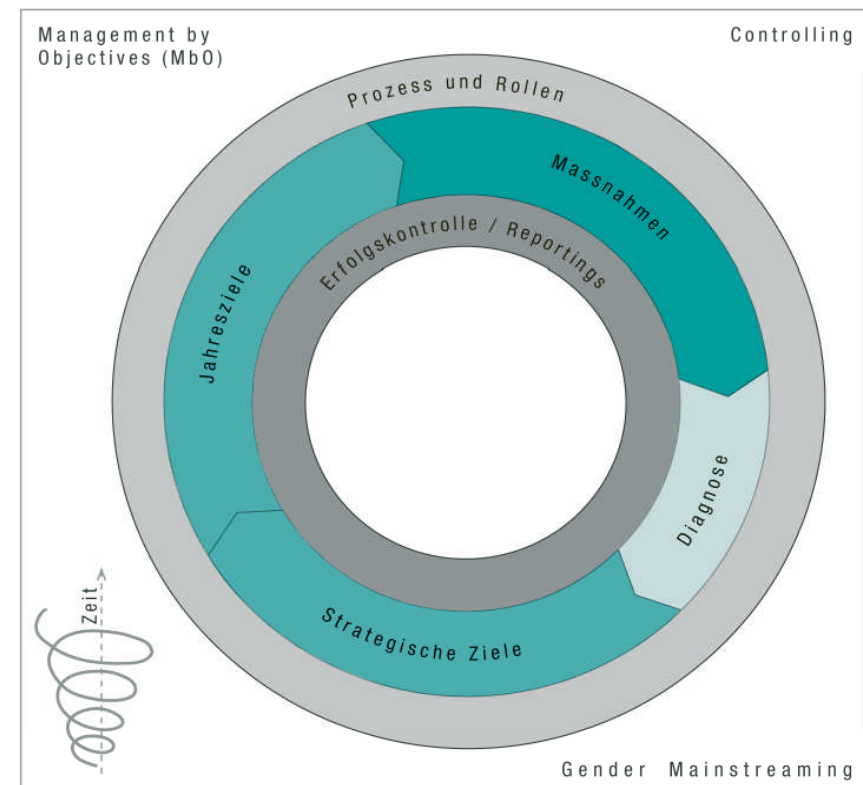 Management by
Objectives (MbO)
Controlling
Prozess und Rollen
Massnahmen
Erfolgskontrolle / Reportings
Jahresziele
Diagnose
Strategische Ziele
Zeit
Gender Mainstreaming